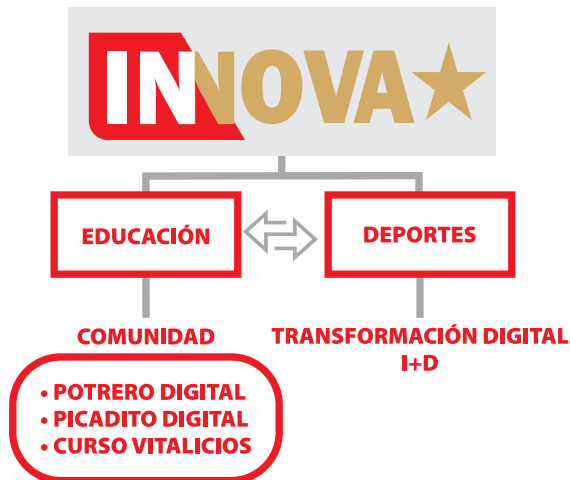 INNOVA
EDUCACIÓN
DEPORTES
COMUNIDAD
• POTRERO DIGITAL
• PICADITO DIGITAL
• CURSO VITALICIOS
TRANSFORMACIÓN DIGITAL
I+D